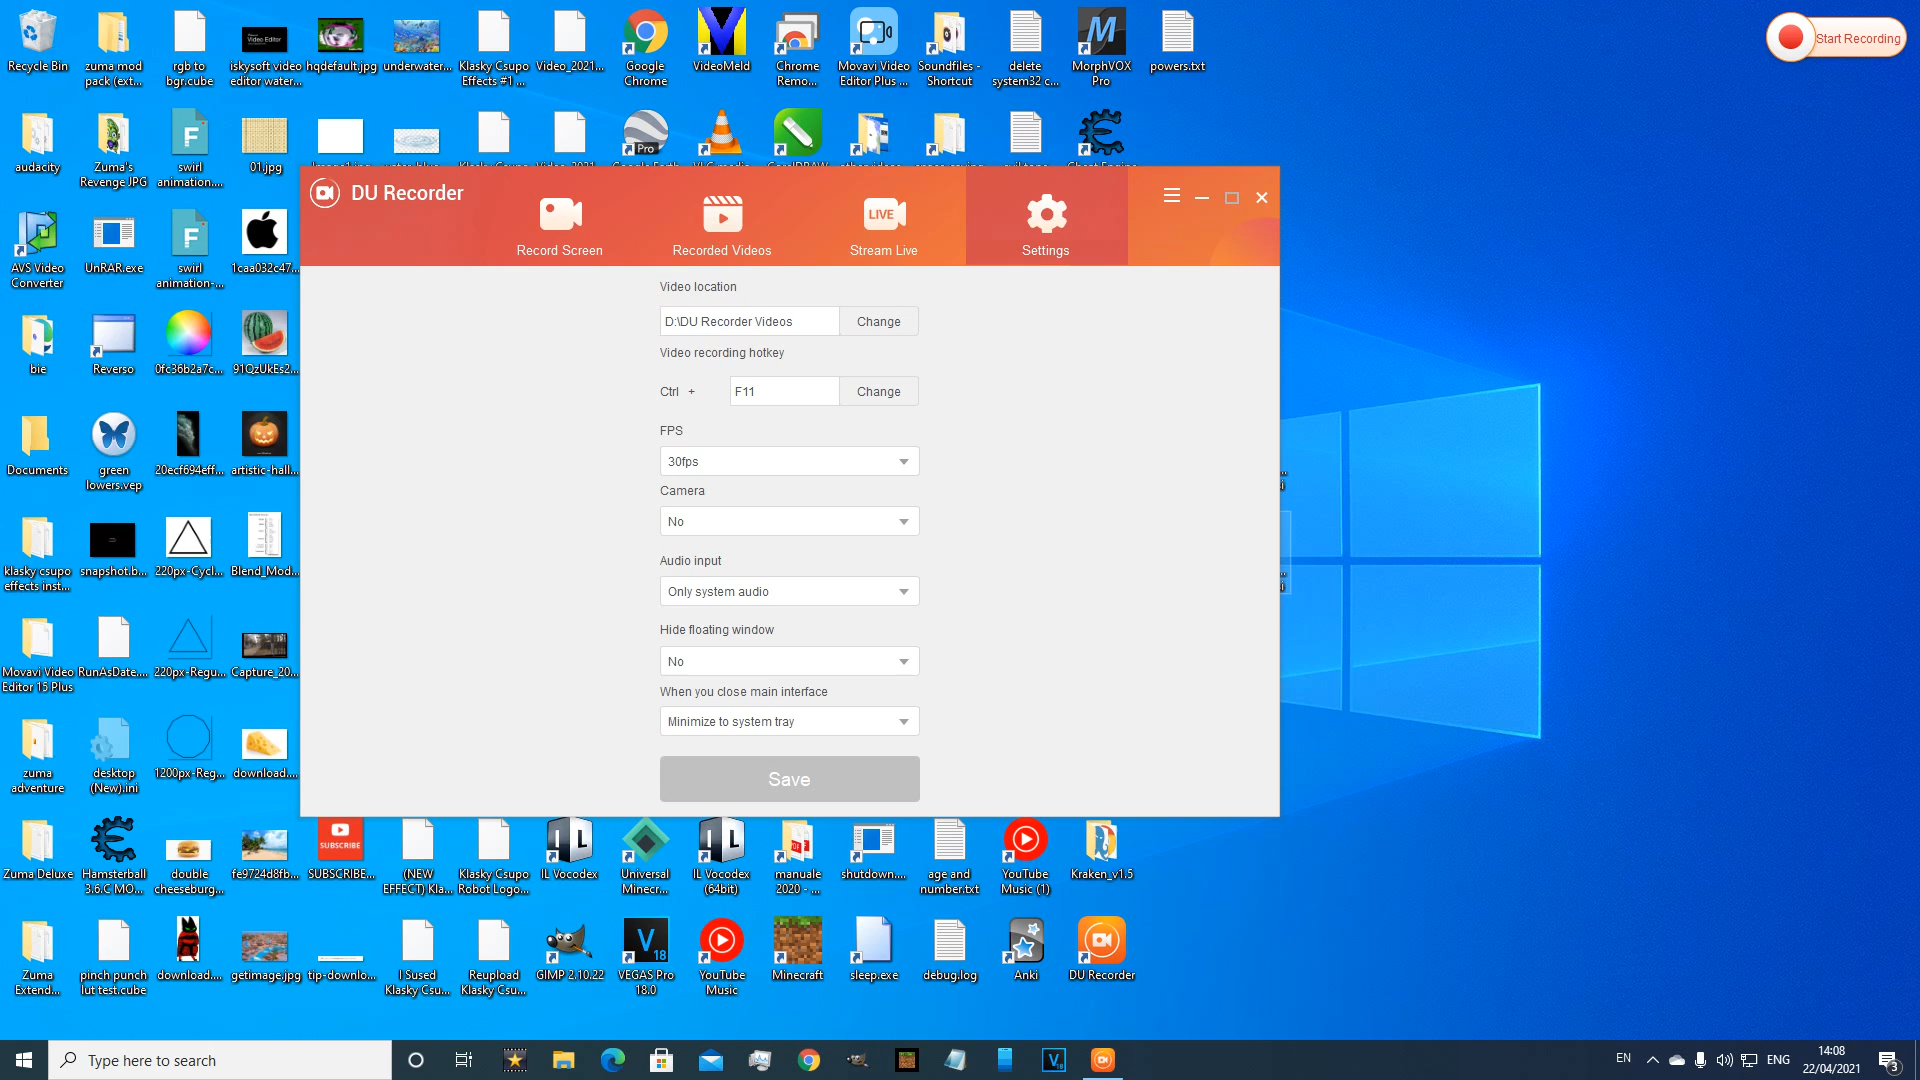 Recycle Bin
zuma mod
pack (ext...
rgb to
bgr.cube
iskysoft video
editor water...
hqdefault.jpg
underwater...
Klasky Csupo
Effects #1 ...
Video_2021...
Google
Chrome
VideoMeld
Chrome
Remo...
Movavi Video
Editor Plus ...
Soundfiles -
Shortcut
delete
system32 c...
MorphVOX
Pro
powers.txt
Start Recording
audacity
Zuma's
Revenge JPG
swirl
animation....
01.jpg
DU Recorder
Record Screen
Recorded Videos
LIVE
Stream Live
Settings
AVS Video
Converter
UnRAR.exe
swirl
animation-...
1caa032c47...
Video location
D:\DU Recorder Videos
Change
Video recording hotkey
Ctrl +
F11
Change
FPS
30fps
Camera
No
Audio input
Only system audio
Hide floating window
No
When you close main interface
Minimize to system tray
Save
bie
Reverso
0fc36b2a7c...
91QzUkEs2...
Documents
green
lowers.vep
20ecf694eff...
artistic-hall...
klasky csupo
effects inst...
snapshot.b...
220px-Cycl...
Blend_Mod...
Movavi Video
Editor 15 Plus
RunAsDate....
220px-Regu...
Capture_20...
zuma
adventure
desktop
(New).ini
1200px-Reg...
download....
Zuma Deluxe
Hamsterball
3.6.C MO...
double
cheeseburg...
fe9724d8fb...
SUBSCRIBE
SUBSCRIBE...
(NEW
EFFECT) Kla...
Klasky Csupo
Robot Logo...
IL Vocodex
Universal
Minecr...
IL Vocodex
(64bit)
manuale
2020 - ...
shutdown....
age and
number.txt
YouTube
Music (1)
Kraken_v1.5
Zuma
Extend...
pinch punch
lut test.cube
download....
getimage.jpg
tip-downlo...
I Sused
Klasky Csu...
Reupload
Klasky Csu...
GIMP 2.10.22
VEGAS Pro
18.0
YouTube
Music
Minecraft
sleep.exe
debug.log
Anki
DU Recorder
Type here to search
EN
ENG
14:08
22/04/2021
3